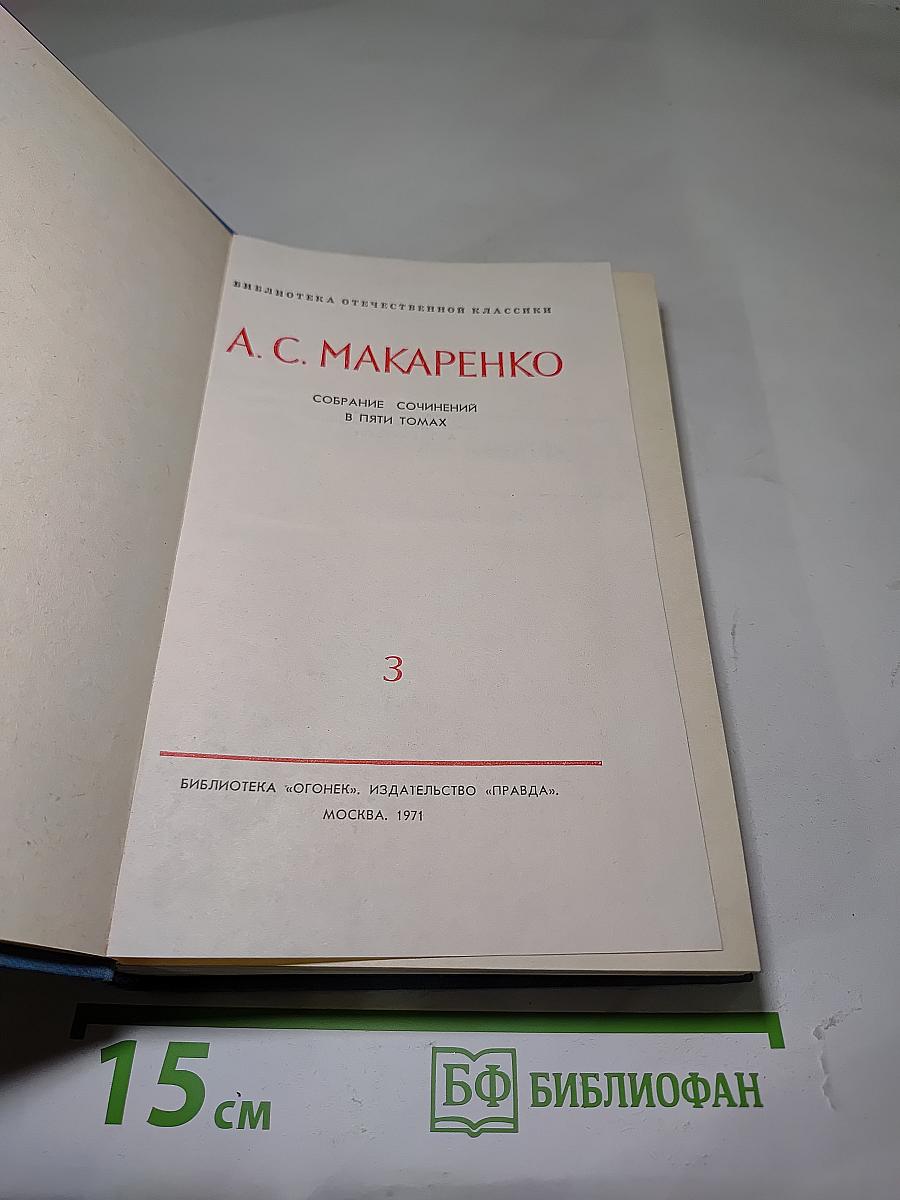 БИБЛИОТЕКА ОТЕЧЕСТВЕННОЙ КЛАССИКИ
А. С. МАКАРЕНКО
СОБРАНИЕ СОЧИНЕНИЙ
В ПЯТИ ТОМАХ
3
БИБЛИОТЕКА «ОГОНЕК». ИЗДАТЕЛЬСТВО «ПРАВДА».
МОСКВА. 1971
15 см
БФ БИБЛИОФАН